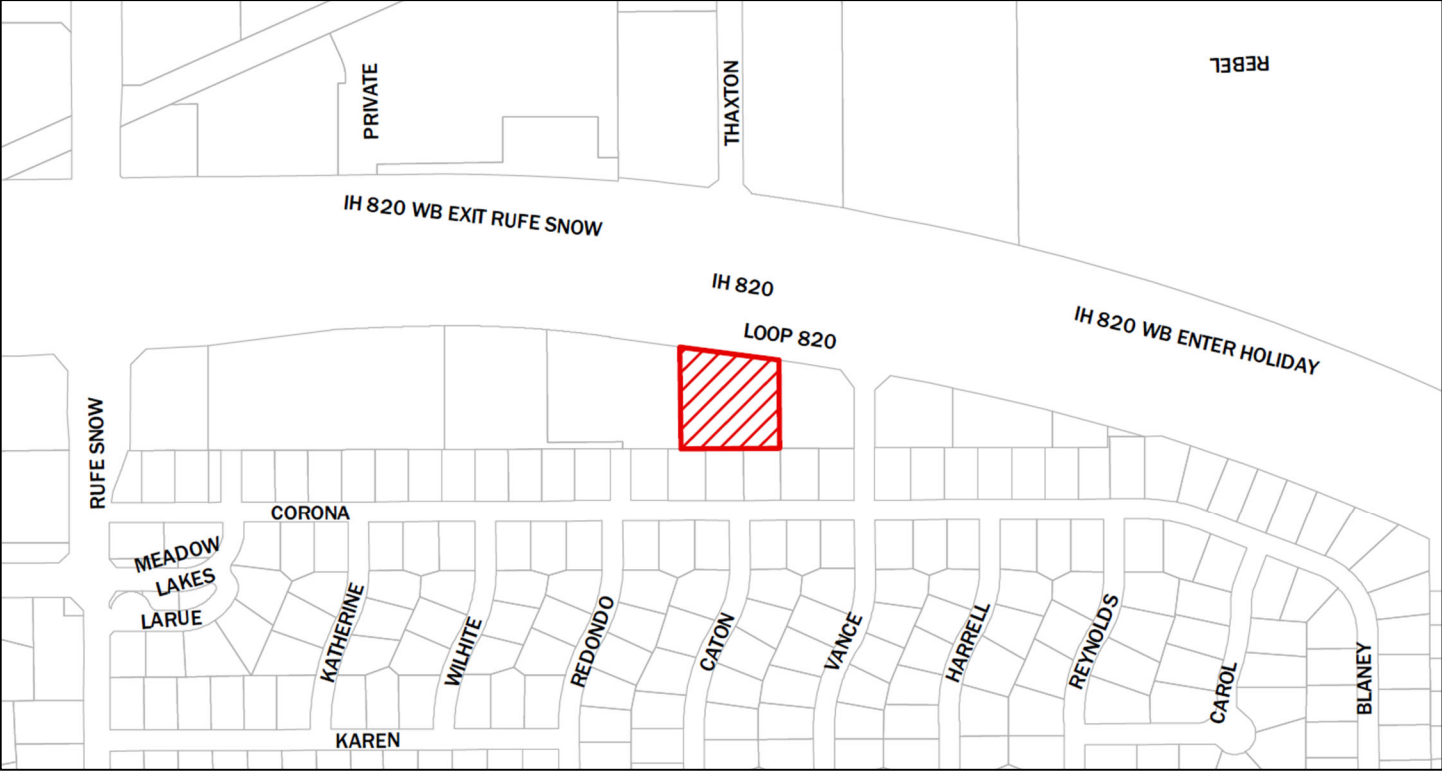 REBEL
PRIVATE
THAXTON
IH 820 WB EXIT RUFE SNOW
IH 820
LOOP 820
IH 820 WB ENTER HOLIDAY
RUFE SNOW
CORONA
MEADOW
LAKES
LARUE
KATHERINE
WILHITE
REDONDO
CATON
VANCE
HARRELL
REYNOLDS
CAROL
BLANEY
KAREN